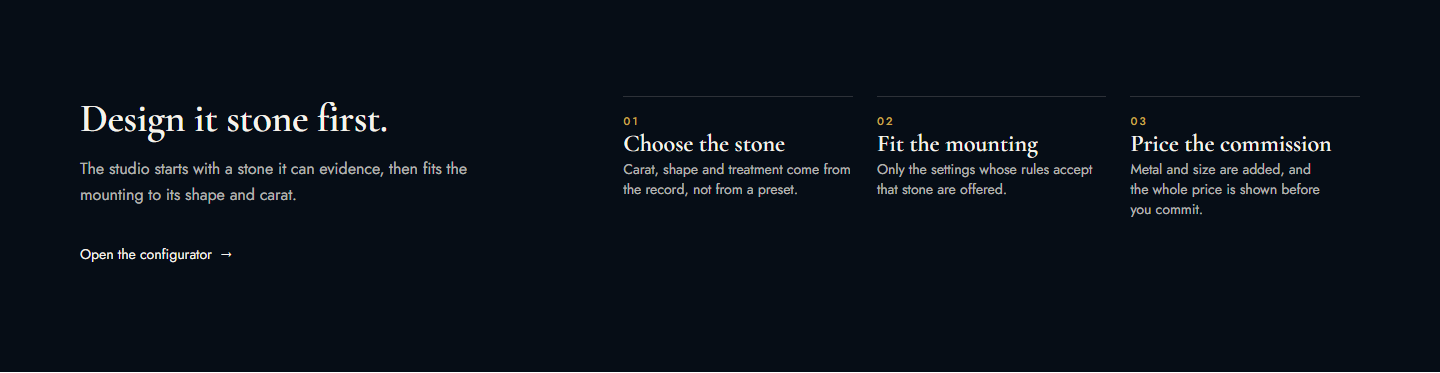 Design it stone first.
The studio starts with a stone it can evidence, then fits the
mounting to its shape and carat.
Open the configurator →
01
Choose the stone
Carat, shape and treatment come from
the record, not from a preset.
02
Fit the mounting
Only the settings whose rules accept
that stone are offered.
03
Price the commission
Metal and size are added, and
the whole price is shown before
you commit.